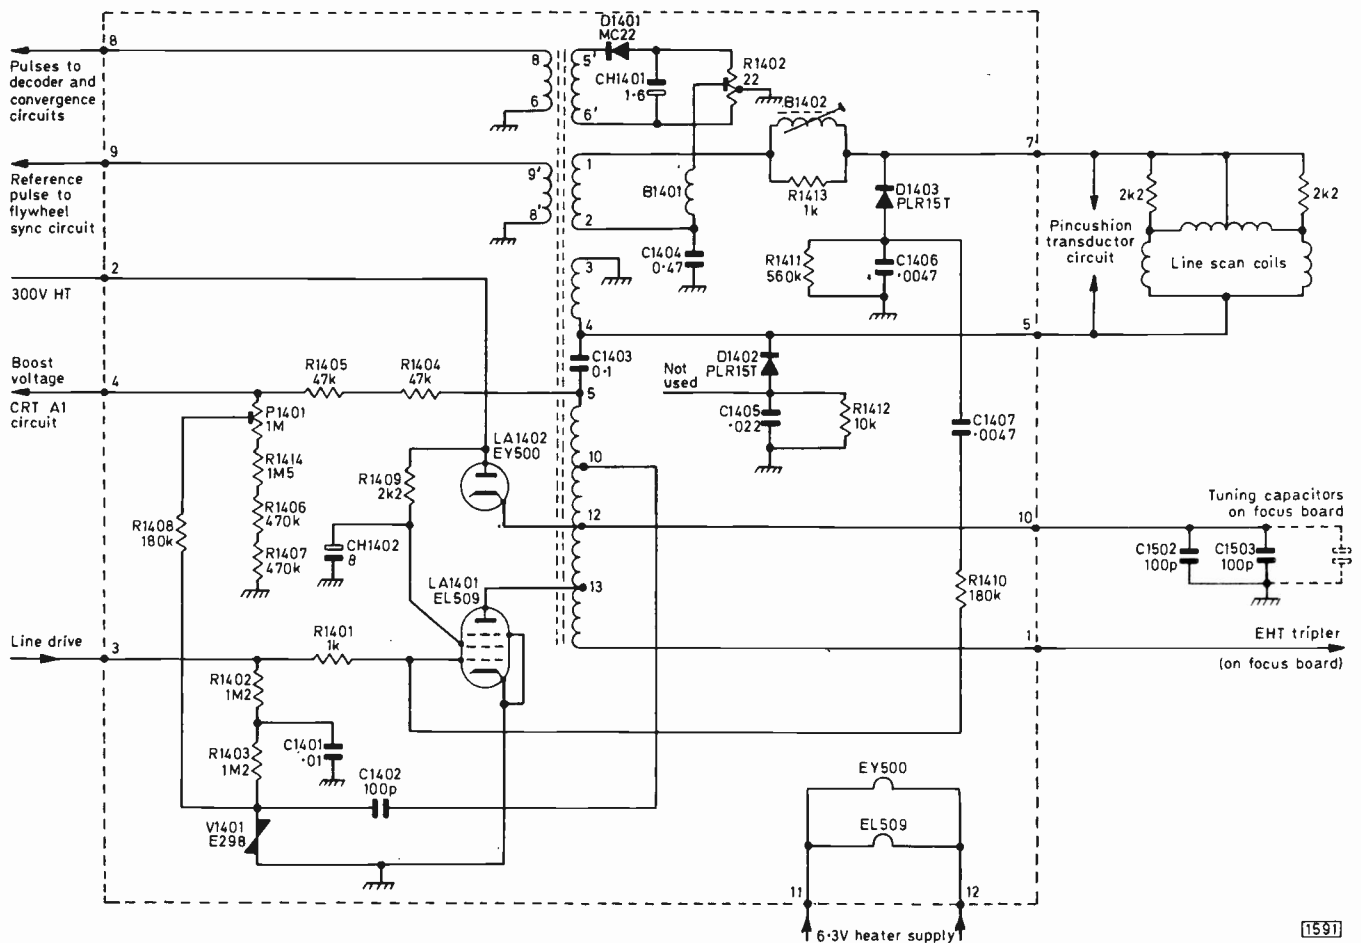 8
Pulses to
decoder and
convergence
circuits
8
6
D1401
MC22
5'
6'
CH1401
1·6
R1402
22
B1402
R1413
1k
7
9
Reference
pulse to
flywheel
sync circuit
9'
8'
1
2
B1401
C1404
0·47
D1403
PLR15T
R1411
560k
C1406
·0047
2k2
2k2
Pincushion
transductor
circuit
Line scan coils
2
300V HT
3
4
5
C1403
0·1
5
Boost
voltage
4
CRT A1
circuit
R1405
47k
R1404
47k
Not
used
D1402
PLR15T
C1405
·022
R1412
10k
C1407
·0047
P1401
1M
R1414
1M5
R1406
470k
R1407
470k
R1408
180k
LA1402
EY500
R1409
2k2
CH1402
8
LA1401
EL509
10
12
13
10
Tuning capacitors
on focus board
C1502
100p
C1503
100p
R1410
180k
1
EHT tripler
(on focus board)
Line drive
3
R1401
1k
R1402
1M2
R1403
1M2
C1401
·01
C1402
100p
V1401
E298
EY500
EL509
11
12
6·3V heater supply
1591